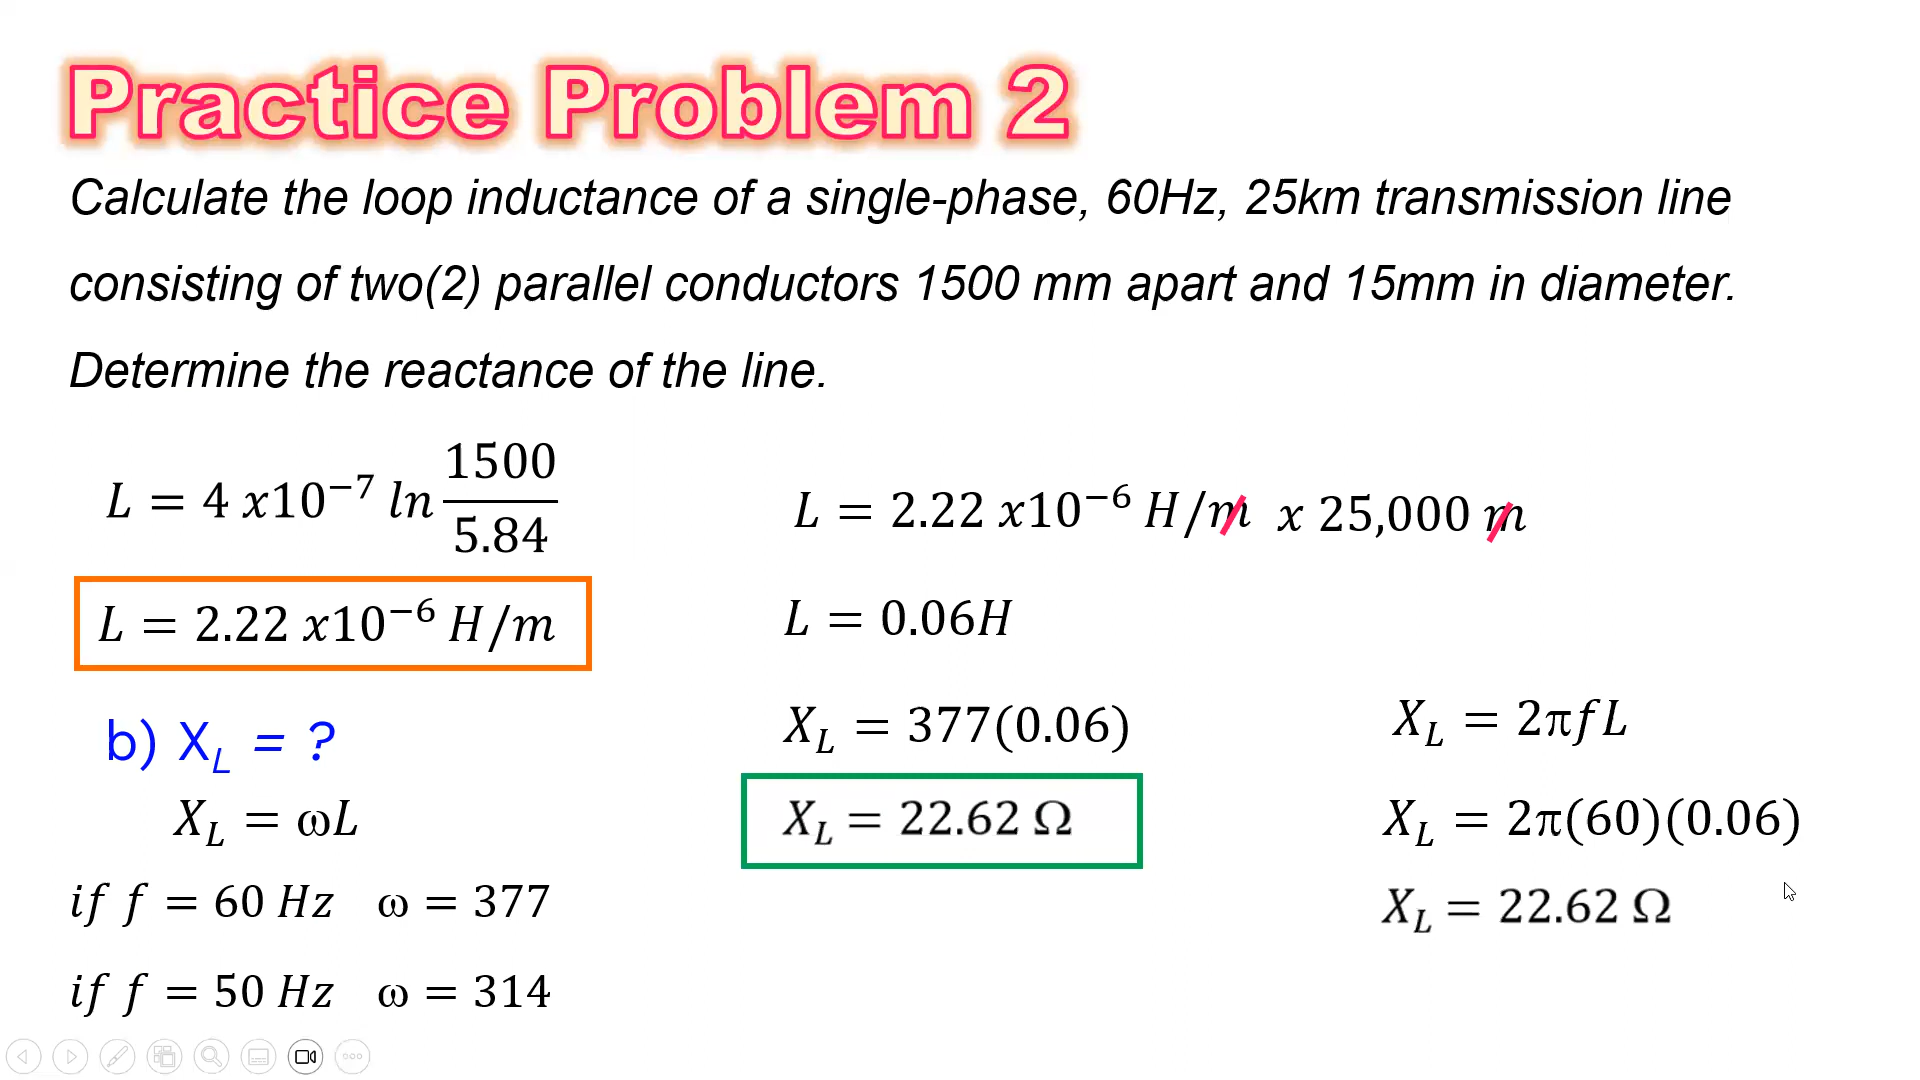 Practice Problem 2
Calculate the loop inductance of a single-phase, 60Hz, 25km transmission line
consisting of two(2) parallel conductors 1500 mm apart and 15mm in diameter.
Determine the reactance of the line.
L = 4 x10⁻⁷ ln 1500/5.84
L = 2.22 x10⁻⁶ H/m
b) X_L = ?
X_L = ωL
if f = 60 Hz ω = 377
if f = 50 Hz ω = 314
L = 2.22 x10⁻⁶ H/m x 25,000 m
L = 0.06H
X_L = 377(0.06)
X_L = 22.62 Ω
X_L = 2πfL
X_L = 2π(60)(0.06)
X_L = 22.62 Ω